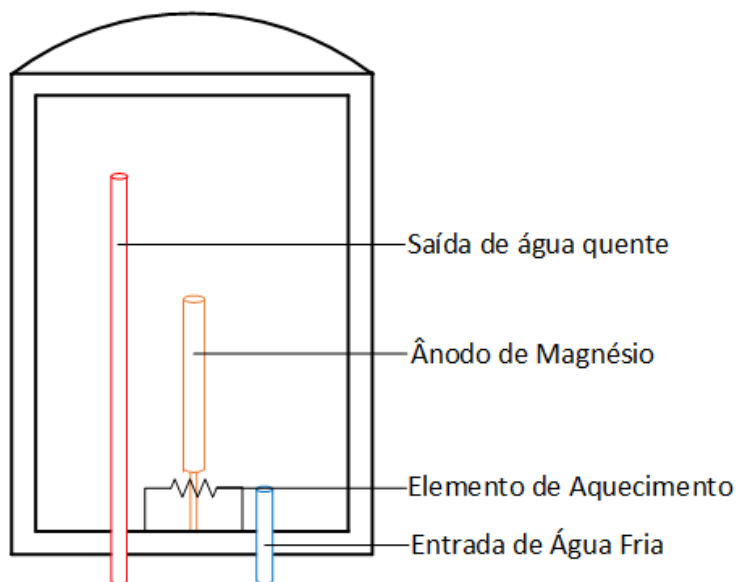 Saída de água quente
Ânodo de Magnésio
Elemento de Aquecimento
Entrada de Água Fria